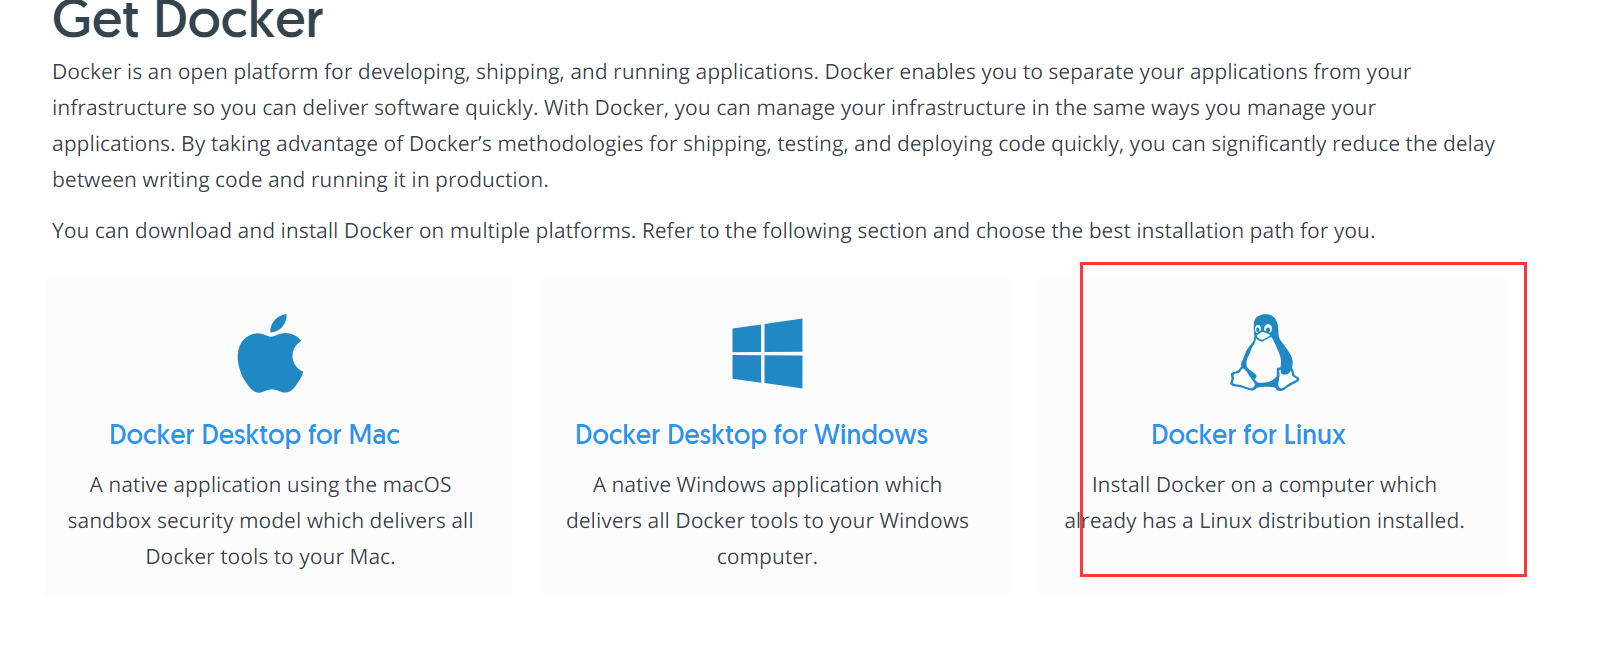 Get Docker
Docker is an open platform for developing, shipping, and running applications. Docker enables you to separate your applications from your
infrastructure so you can deliver software quickly. With Docker, you can manage your infrastructure in the same ways you manage your
applications. By taking advantage of Docker’s methodologies for shipping, testing, and deploying code quickly, you can significantly reduce the delay
between writing code and running it in production.
You can download and install Docker on multiple platforms. Refer to the following section and choose the best installation path for you.
Docker Desktop for Mac
A native application using the macOS
sandbox security model which delivers all
Docker tools to your Mac.
Docker Desktop for Windows
A native Windows application which
delivers all Docker tools to your Windows
computer.
Docker for Linux
Install Docker on a computer which
already has a Linux distribution installed.